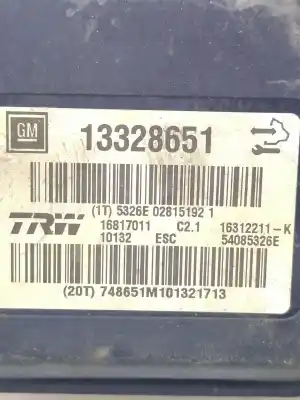 GM 13328651
(1T) 5326E 02815192 1
TRW 16817011 C2.1 16312211-K
10132 ESC 54085326E
(20T) 748651M101321713